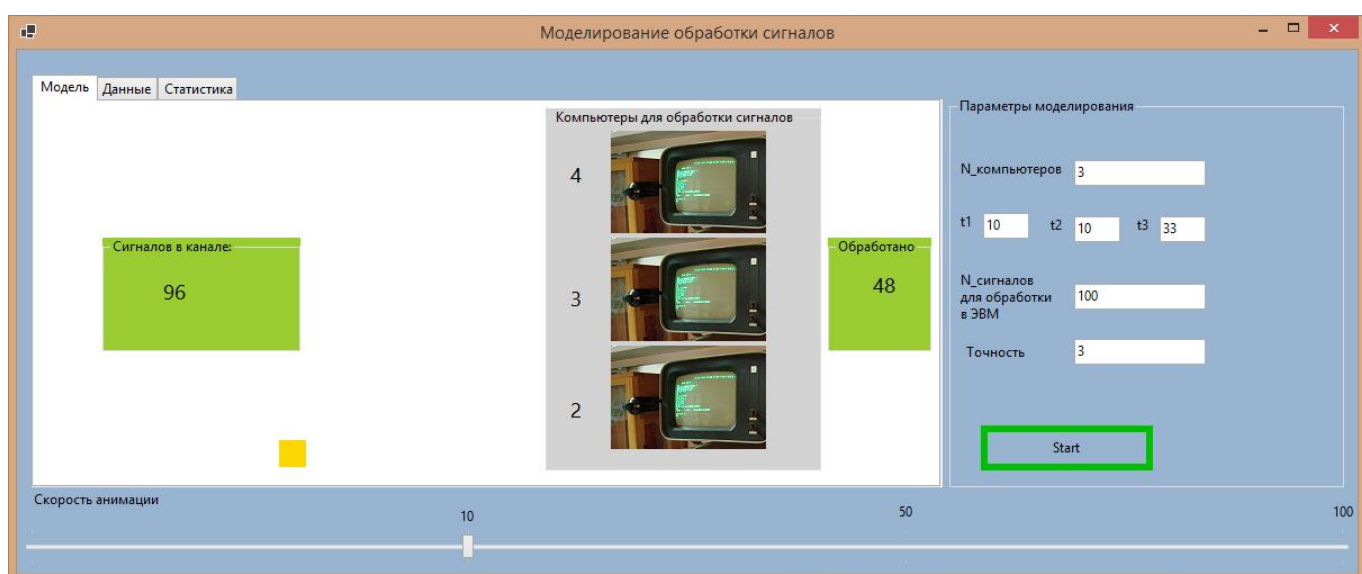 Моделирование обработки сигналов
Модель Данные Статистика
Компьютеры для обработки сигналов
4
Сигналов в канале:
96
3
Обработано
48
2
Параметры моделирования
N_компьютеров 3
t1 10 t2 10 t3 33
N_сигналов
для обработки
в ЭВМ
100
Точность 3
Start
Скорость анимации
10 50 100